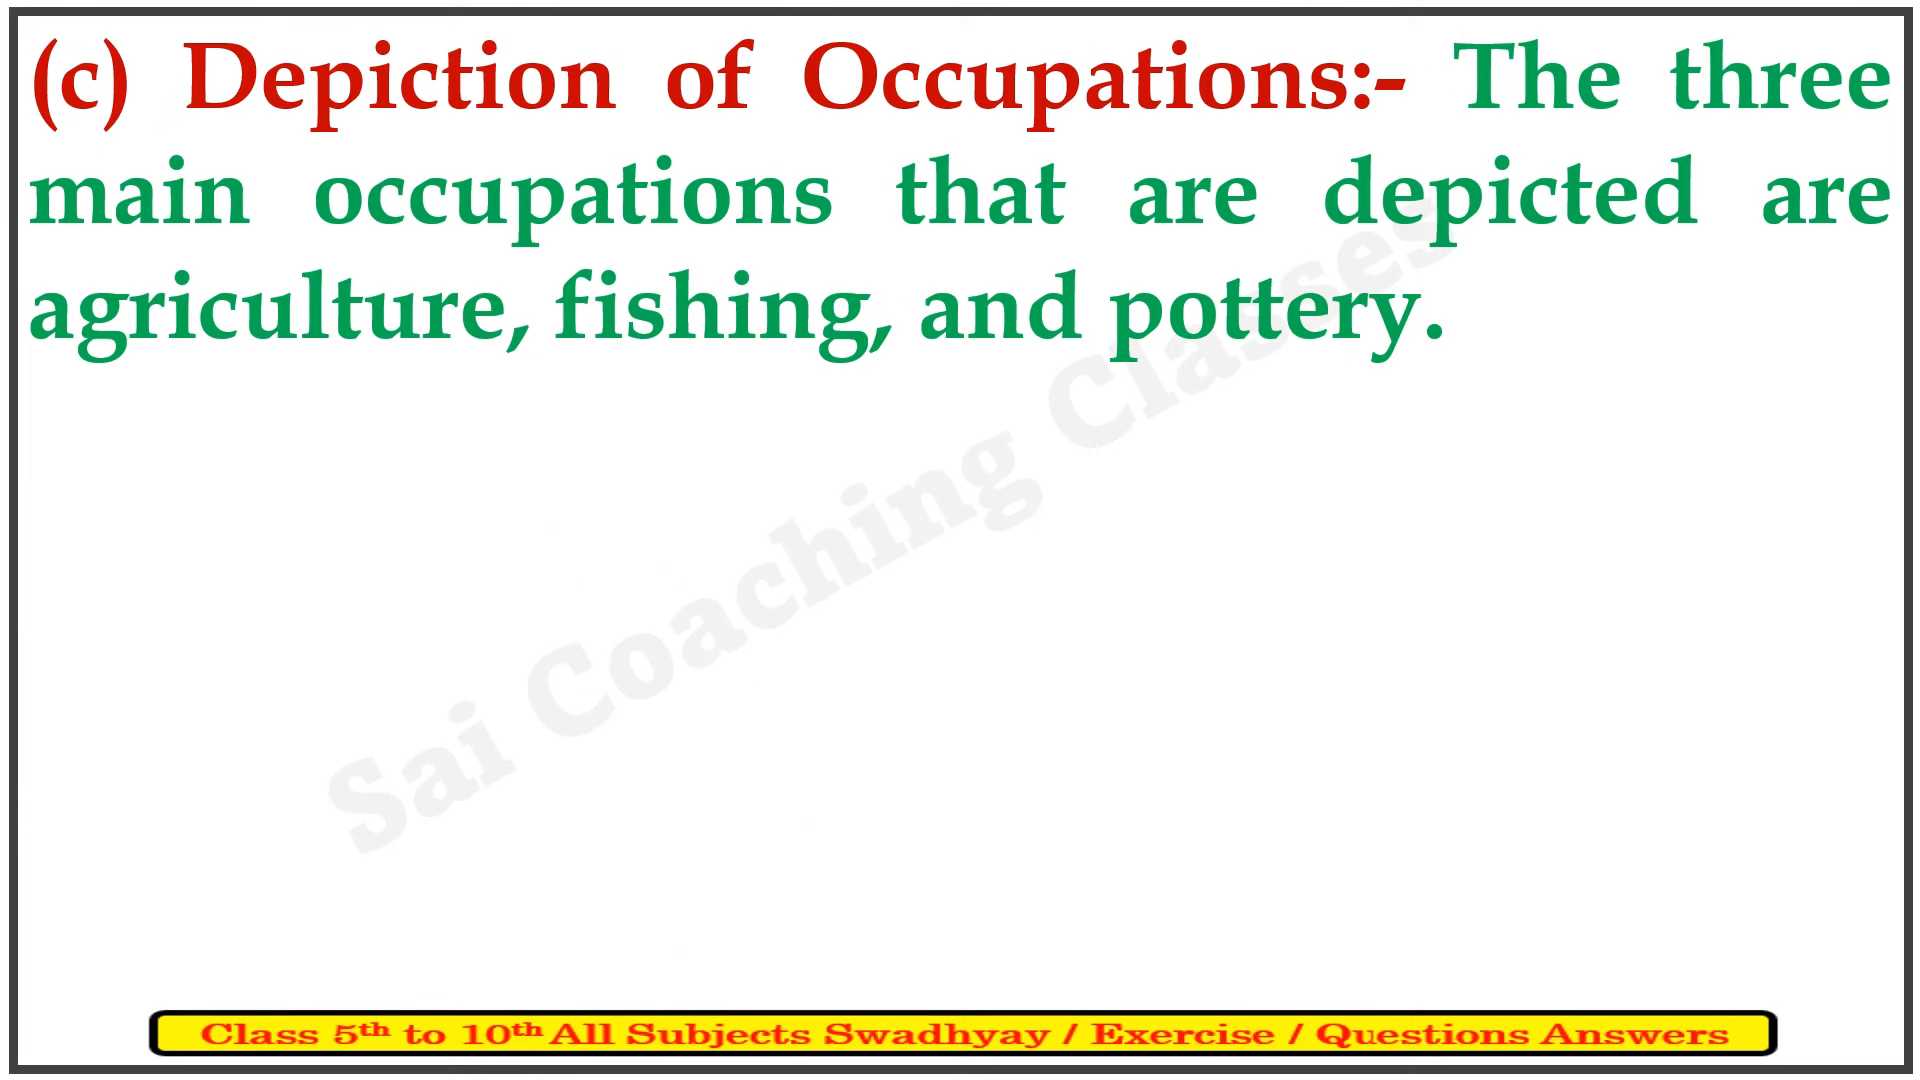 (c) Depiction of Occupations:- The three
main occupations that are depicted are
agriculture, fishing, and pottery.
Sai Coaching Classes
Class 5th to 10th All Subjects Swadhyay / Exercise / Questions Answers